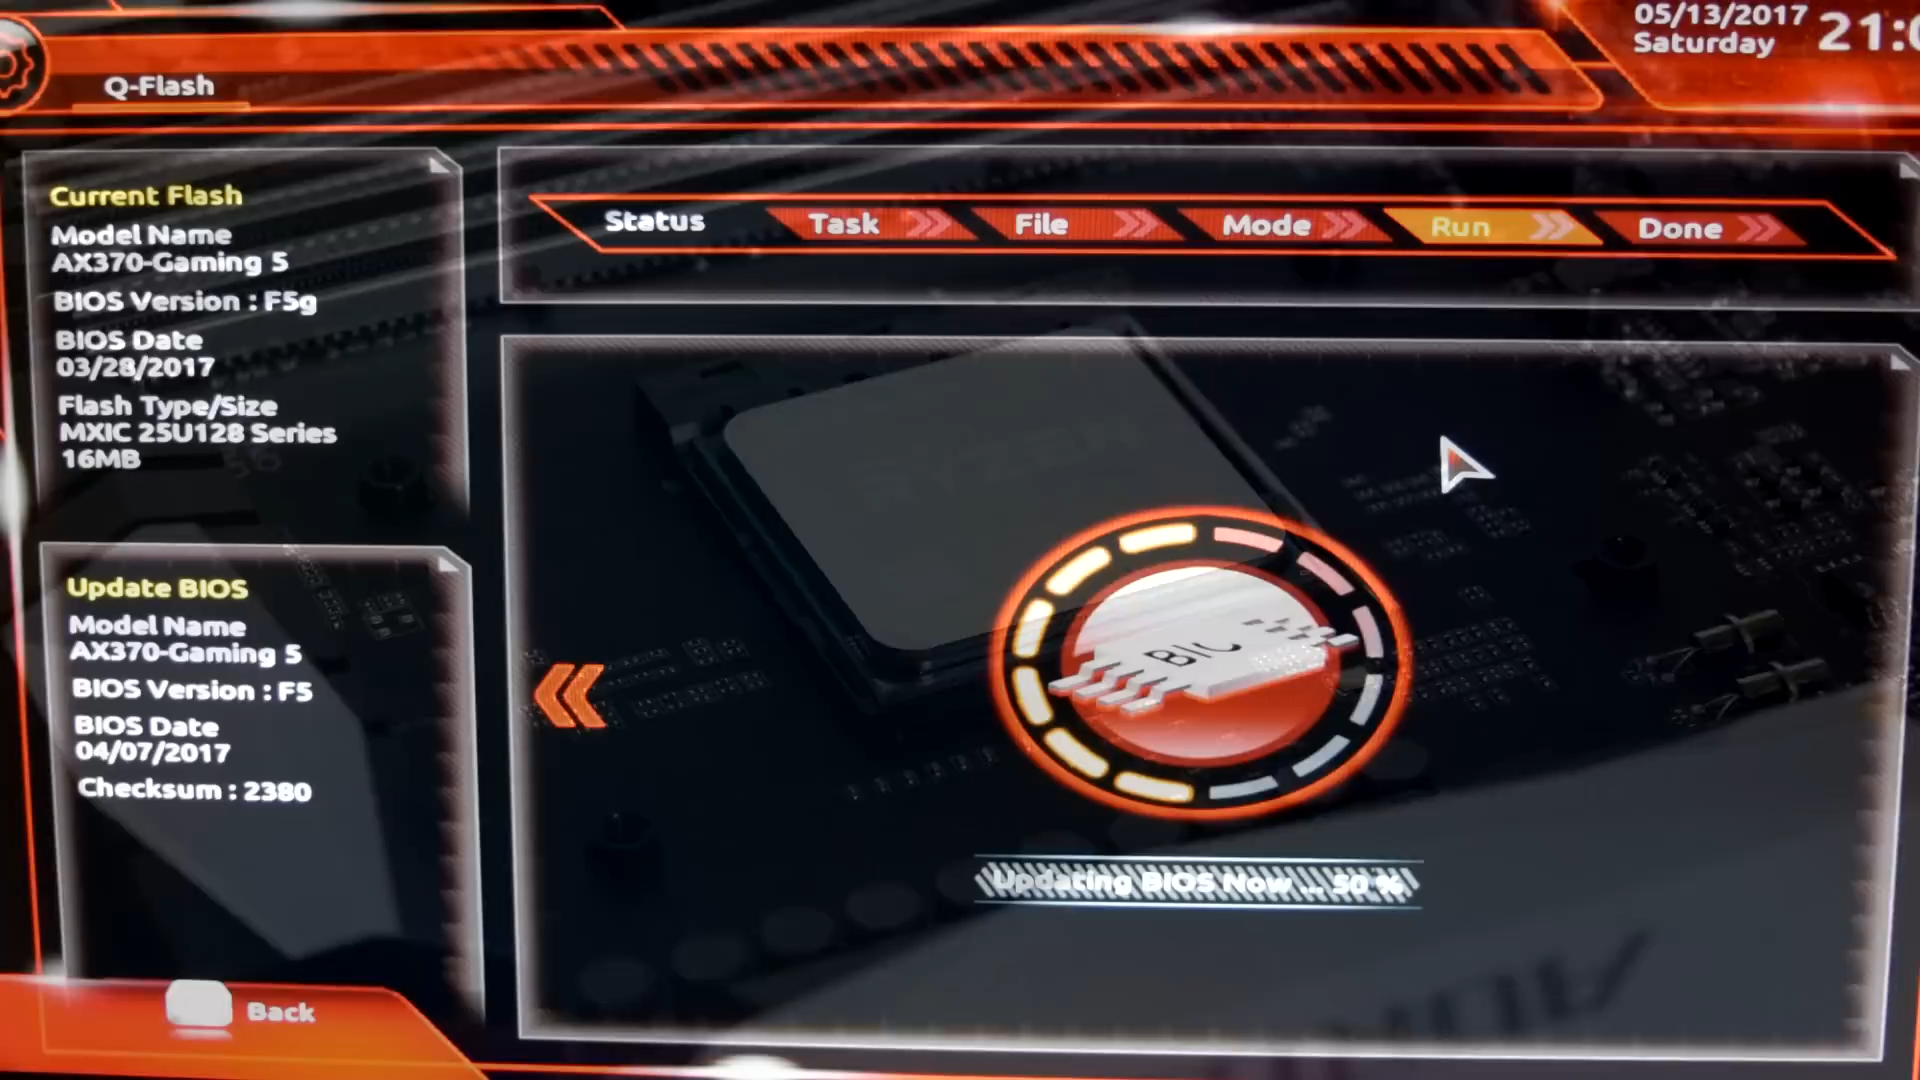 05/13/2017
Saturday
Q-Flash
Current Flash
Model Name
AX370-Gaming 5
BIOS Version : F5g
BIOS Date
03/28/2017
Flash Type/Size
MXIC 25U128 Series
16MB
Status
Task
File
Mode
Run
Done
RYZEN
Update BIOS
Model Name
AX370-Gaming 5
BIOS Version : F5
BIOS Date
04/07/2017
Checksum : 2380
Updating BIOS Now ... 50 %
Back